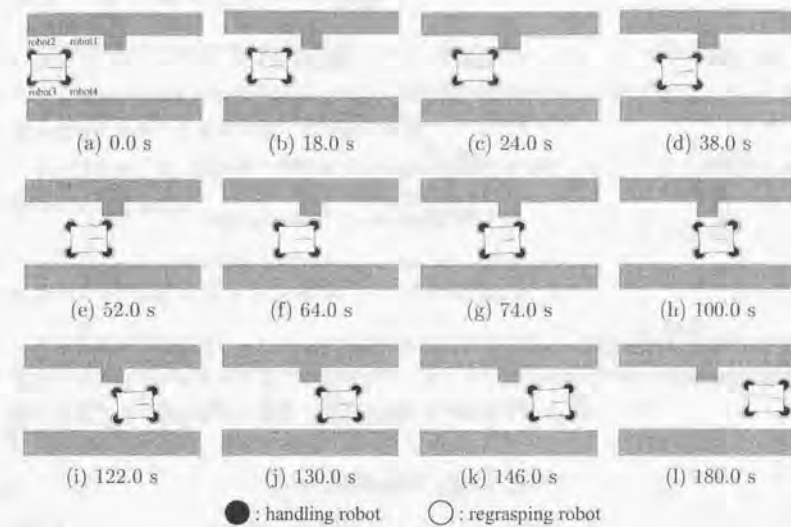 robot2 robot1
robot3 robot4
(a) 0.0 s
(b) 18.0 s
(c) 24.0 s
(d) 38.0 s
(e) 52.0 s
(f) 64.0 s
(g) 74.0 s
(h) 100.0 s
(i) 122.0 s
(j) 130.0 s
(k) 146.0 s
(l) 180.0 s
: handling robot
: regrasping robot